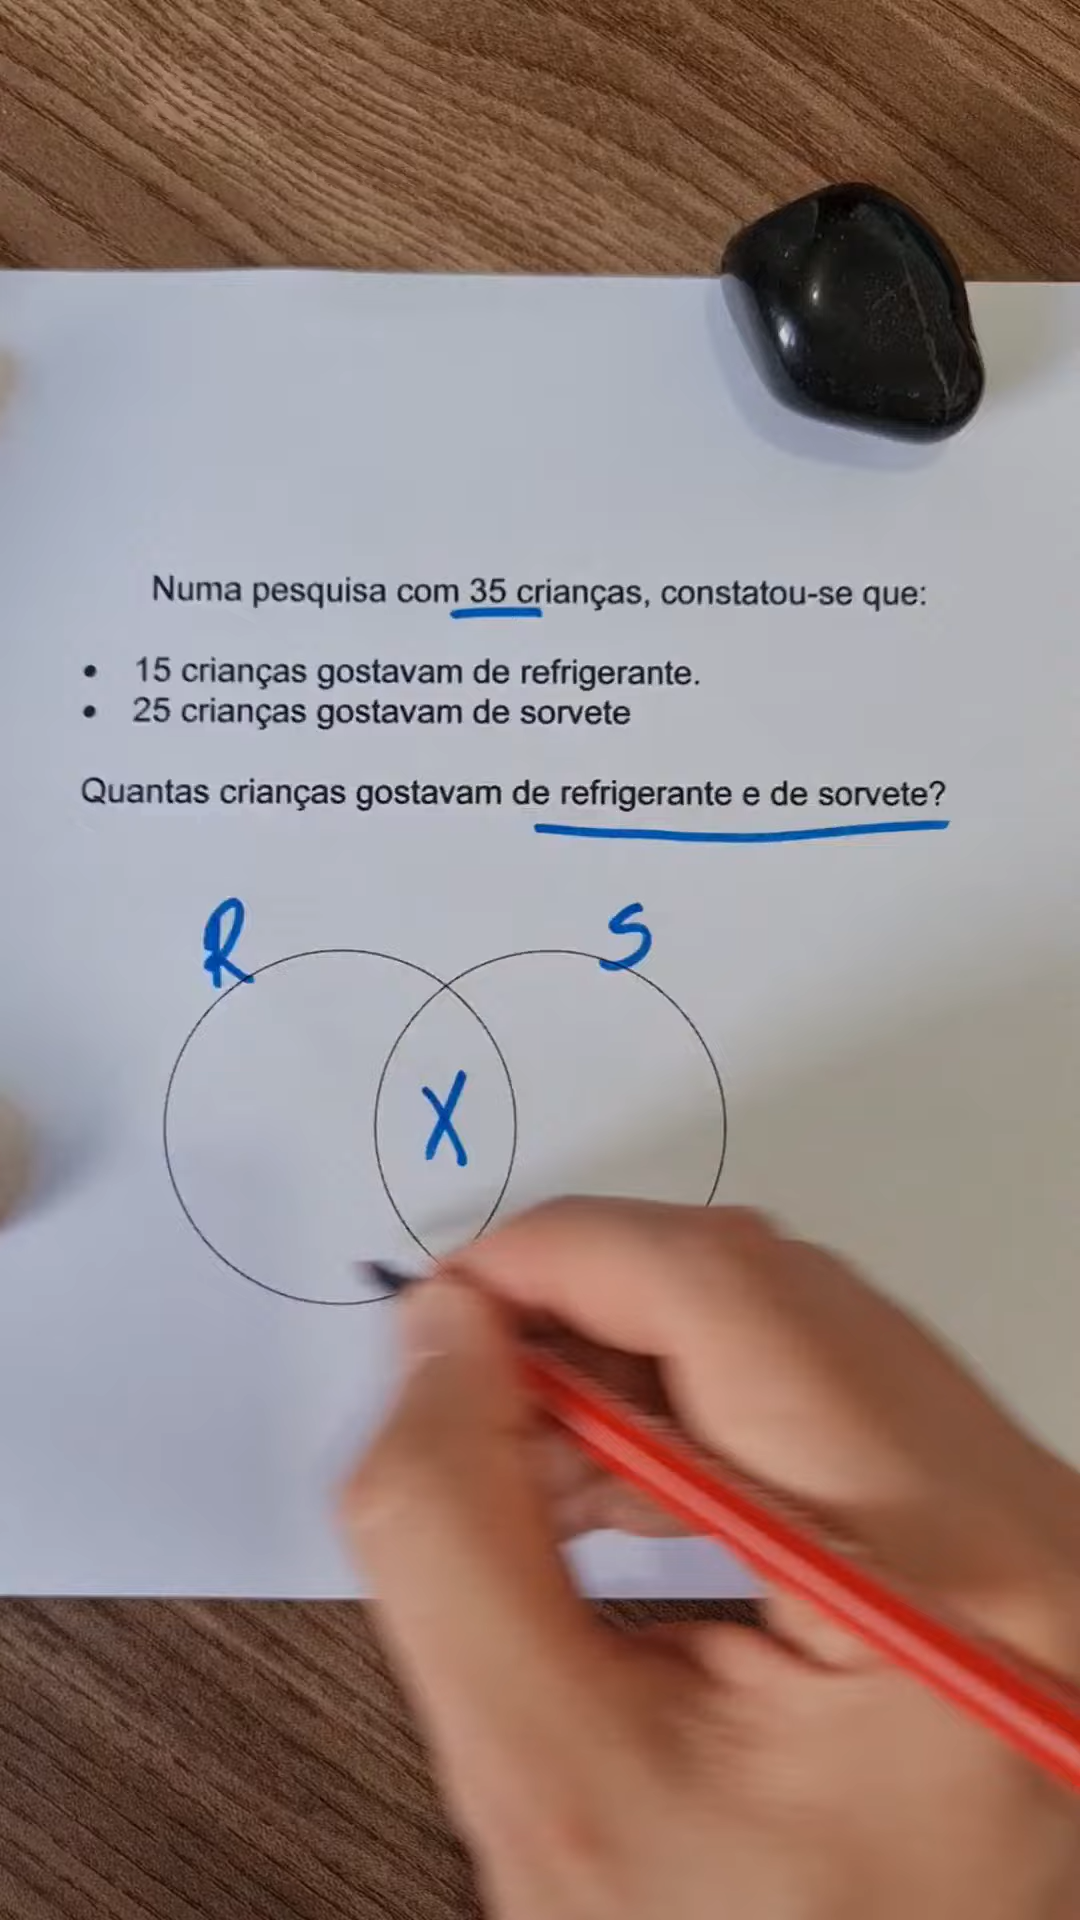 Numa pesquisa com 35 crianças, constatou-se que:
• 15 crianças gostavam de refrigerante.
• 25 crianças gostavam de sorvete
Quantas crianças gostavam de refrigerante e de sorvete?
R S
X